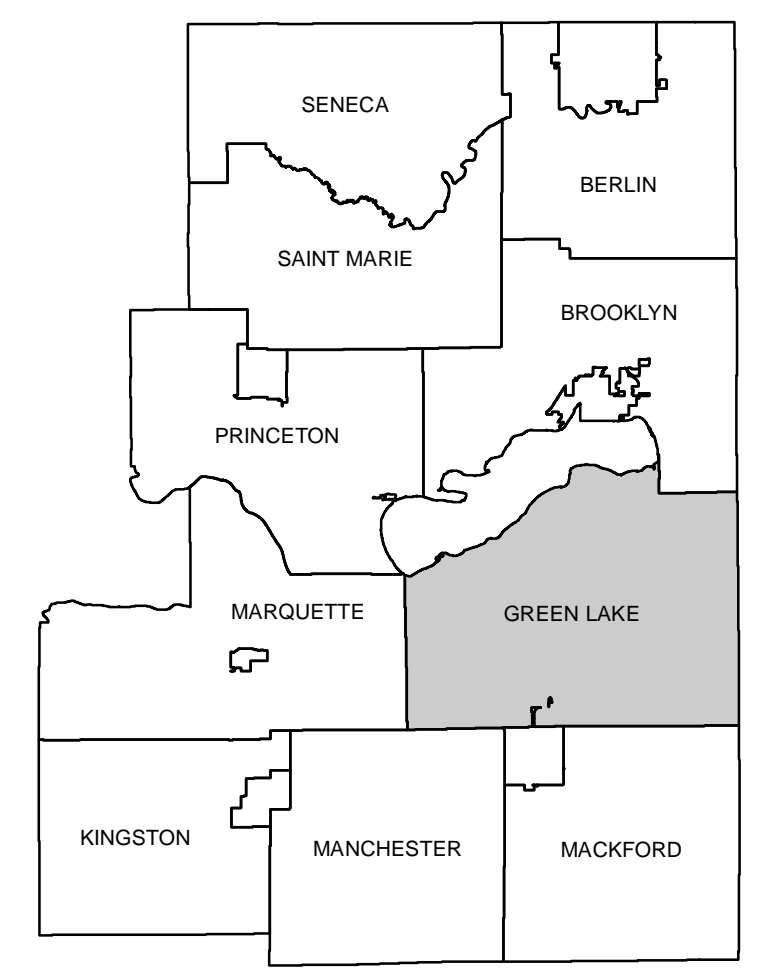 SENECA
BERLIN
SAINT MARIE
BROOKLYN
PRINCETON
MARQUETTE
GREEN LAKE
KINGSTON
MANCHESTER
MACKFORD